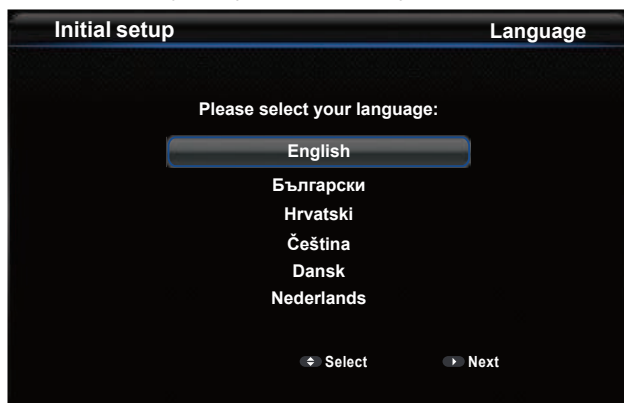 Initial setup Language
Please select your language:
English
Български
Hrvatski
Čeština
Dansk
Nederlands
Select Next